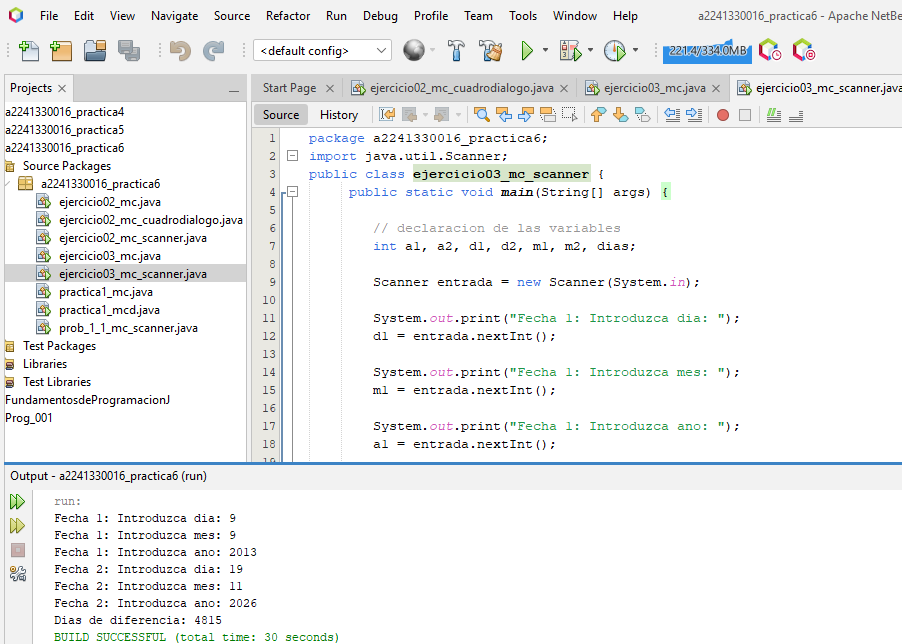 File Edit View Navigate Source Refactor Run Debug Profile Team Tools Window Help a2241330016_practica6 - Apache NetBe
<default config> 221.4/334.0MB
Projects
Start Page ejercicio02_mc_cuadrodialogo.java ejercicio03_mc.java ejercicio03_mc_scanner.java
Source History
a2241330016_practica4
a2241330016_practica5
a2241330016_practica6
Source Packages
a2241330016_practica6
ejercicio02_mc.java
ejercicio02_mc_cuadrodialogo.java
ejercicio02_mc_scanner.java
ejercicio03_mc.java
ejercicio03_mc_scanner.java
practica1_mc.java
practica1_mcd.java
prob_1_1_mc_scanner.java
Test Packages
Libraries
Test Libraries
FundamentosdeProgramacionJ
Prog_001
1 package a2241330016_practica6;
2 import java.util.Scanner;
3 public class ejercicio03_mc_scanner {
4 public static void main(String[] args) {
5
6 // declaracion de las variables
7 int a1, a2, d1, d2, m1, m2, dias;
8
9 Scanner entrada = new Scanner(System.in);
10
11 System.out.print("Fecha 1: Introduzca dia: ");
12 d1 = entrada.nextInt();
13
14 System.out.print("Fecha 1: Introduzca mes: ");
15 m1 = entrada.nextInt();
16
17 System.out.print("Fecha 1: Introduzca ano: ");
18 a1 = entrada.nextInt();
19
Output - a2241330016_practica6 (run)
run:
Fecha 1: Introduzca dia: 9
Fecha 1: Introduzca mes: 9
Fecha 1: Introduzca ano: 2013
Fecha 2: Introduzca dia: 19
Fecha 2: Introduzca mes: 11
Fecha 2: Introduzca ano: 2026
Dias de diferencia: 4815
BUILD SUCCESSFUL (total time: 30 seconds)